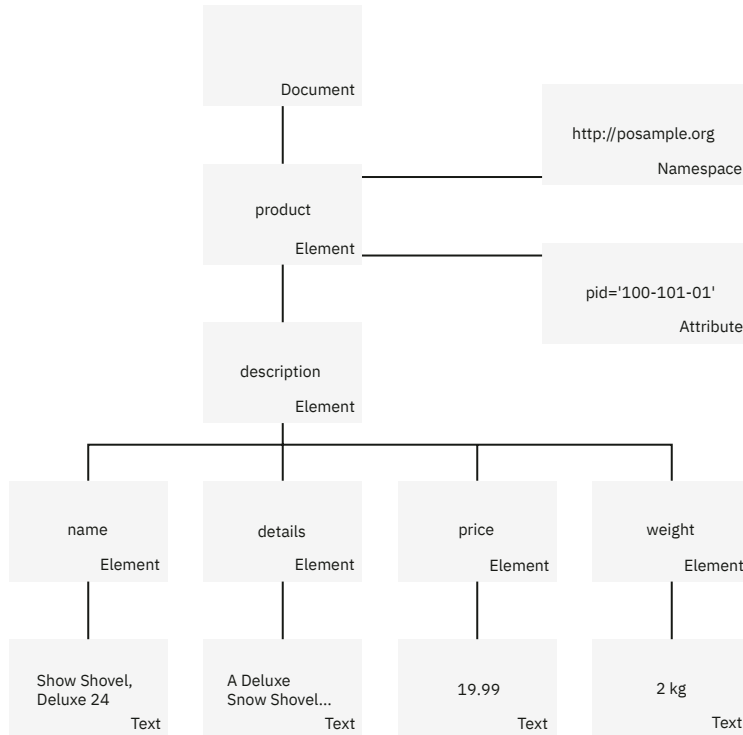 Document
http://posample.org
Namespace
product
Element
pid='100-101-01'
Attribute
description
Element
name
Element
details
Element
price
Element
weight
Element
Show Shovel,
Deluxe 24
Text
A Deluxe
Snow Shovel...
Text
19.99
Text
2 kg
Text